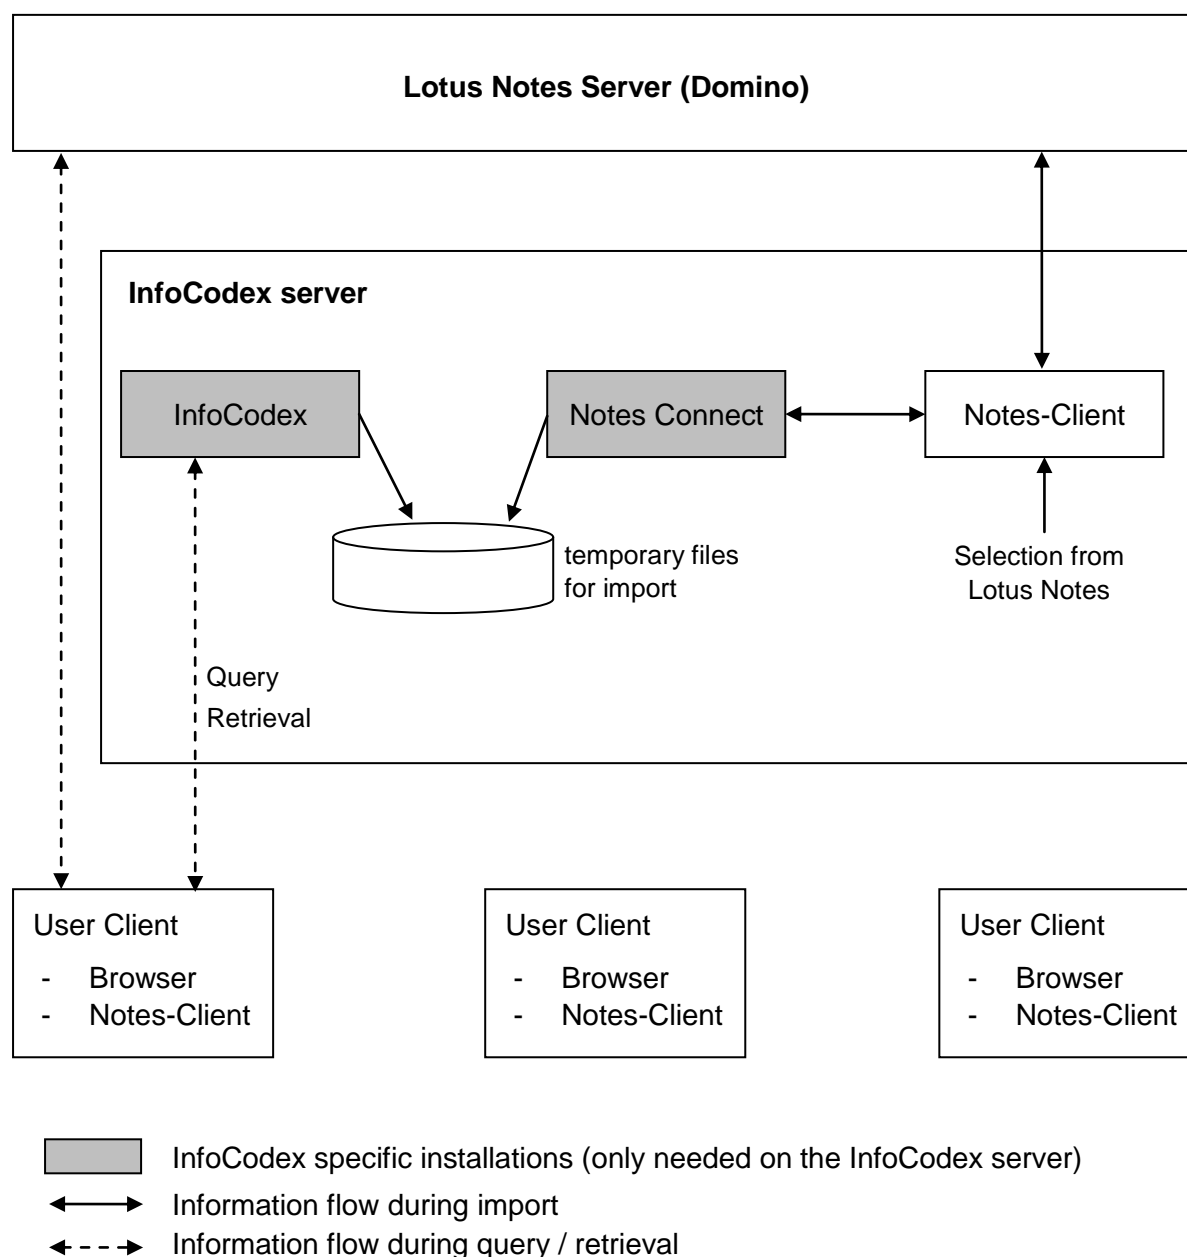 Lotus Notes Server (Domino)
InfoCodex server
InfoCodex
Notes Connect
Notes-Client
temporary files
for import
Selection from
Lotus Notes
Query
Retrieval
User Client
- Browser
- Notes-Client
User Client
- Browser
- Notes-Client
User Client
- Browser
- Notes-Client
InfoCodex specific installations (only needed on the InfoCodex server)
Information flow during import
Information flow during query / retrieval